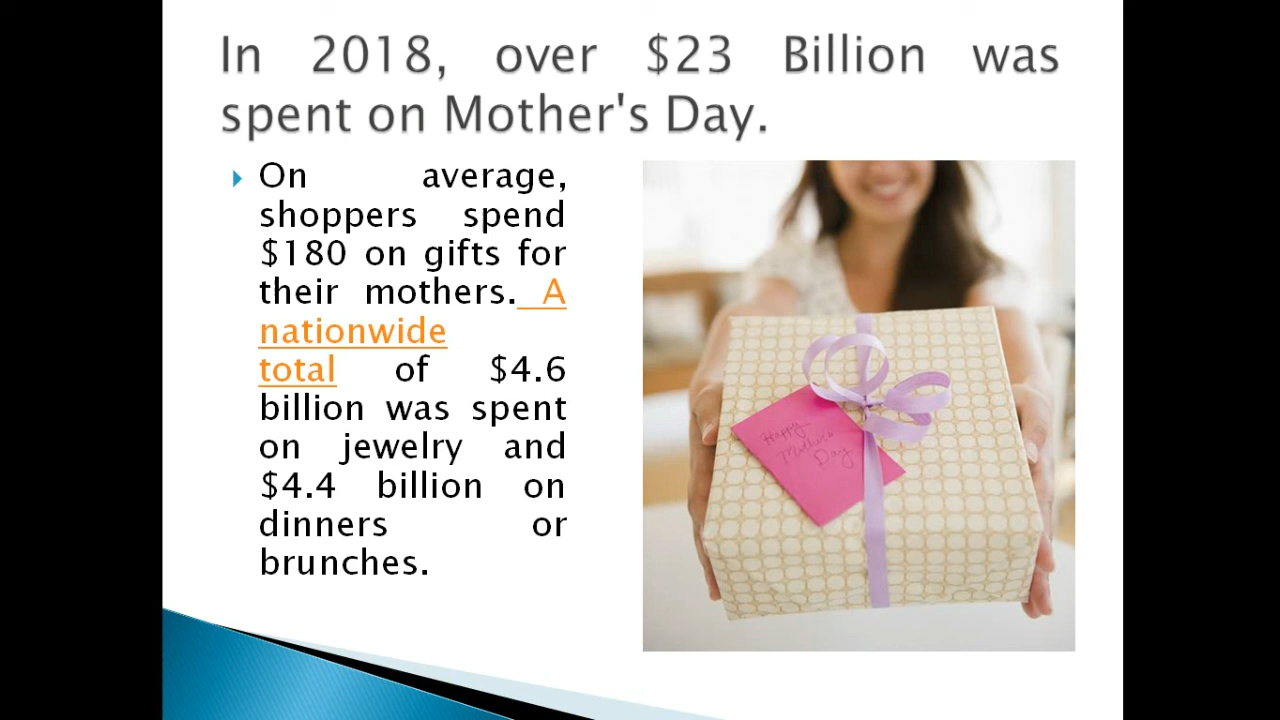 In 2018, over $23 Billion was
spent on Mother's Day.
On average,
shoppers spend
$180 on gifts for
their mothers. A
nationwide
total of $4.6
billion was spent
on jewelry and
$4.4 billion on
dinners or
brunches.
Happy
Mother's
Day